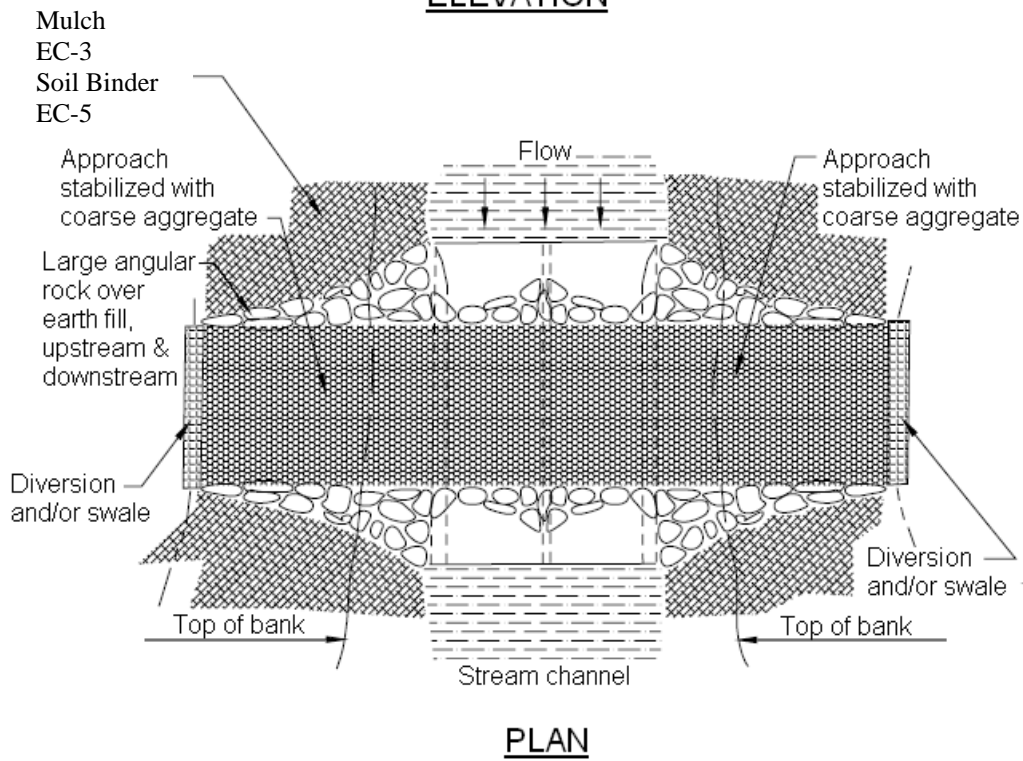 ELEVATION
Mulch
EC-3
Soil Binder
EC-5
Approach
stabilized with
coarse aggregate
Flow
Approach
stabilized with
coarse aggregate
Large angular
rock over
earth fill,
upstream &
downstream
Diversion
and/or swale
Diversion
and/or swale
Top of bank
Top of bank
Stream channel
PLAN